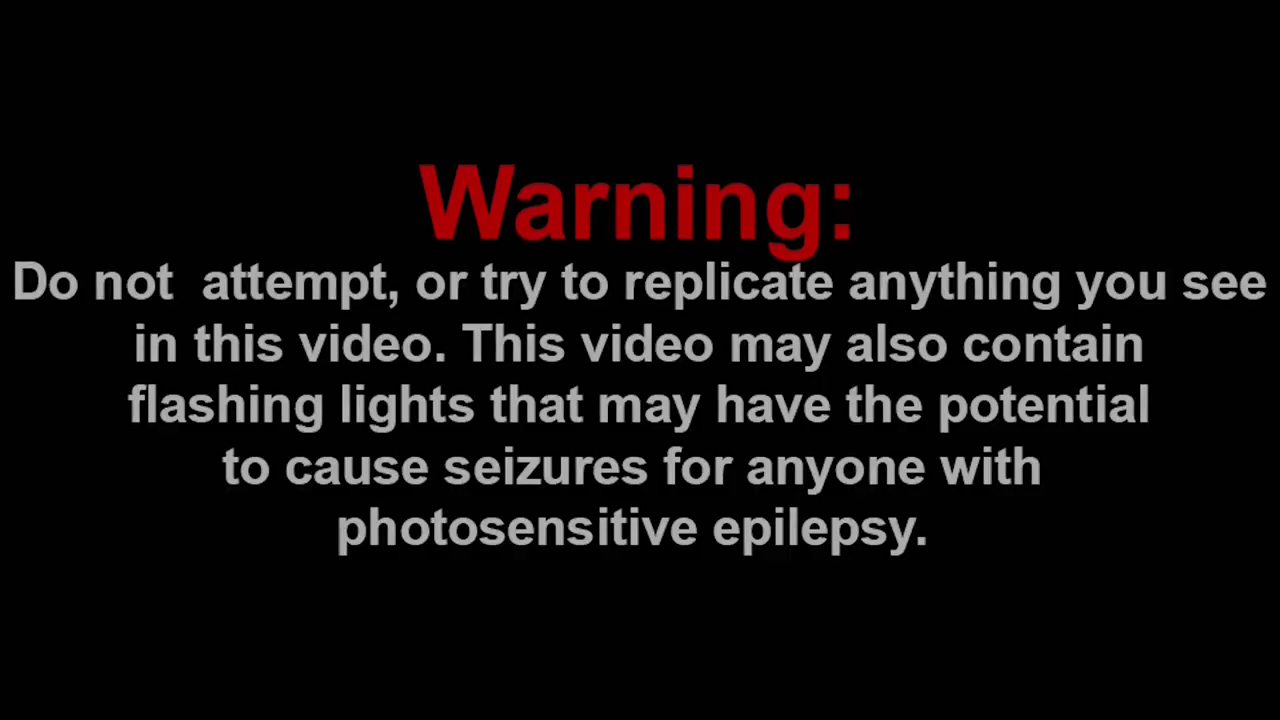 Warning:
Do not  attempt, or try to replicate anything you see
in this video. This video may also contain
flashing lights that may have the potential
to cause seizures for anyone with
photosensitive epilepsy.